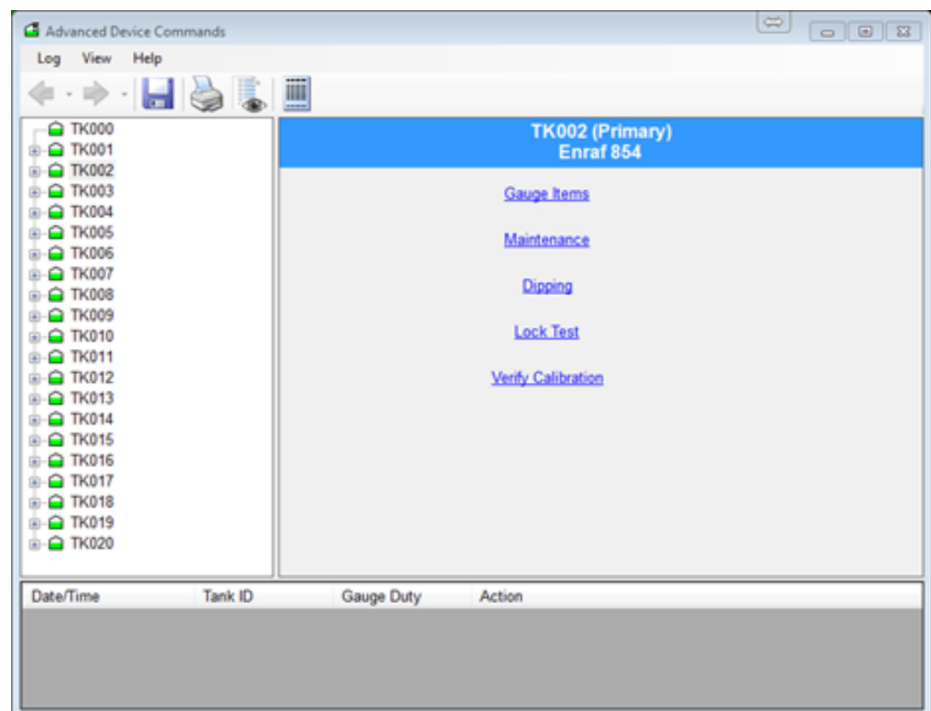 Advanced Device Commands
Log View Help
TK000
TK001
TK002
TK003
TK004
TK005
TK006
TK007
TK008
TK009
TK010
TK011
TK012
TK013
TK014
TK015
TK016
TK017
TK018
TK019
TK020
TK002 (Primary)
Enraf 854
Gauge Items
Maintenance
Dipping
Lock Test
Verify Calibration
Date/Time Tank ID Gauge Duty Action